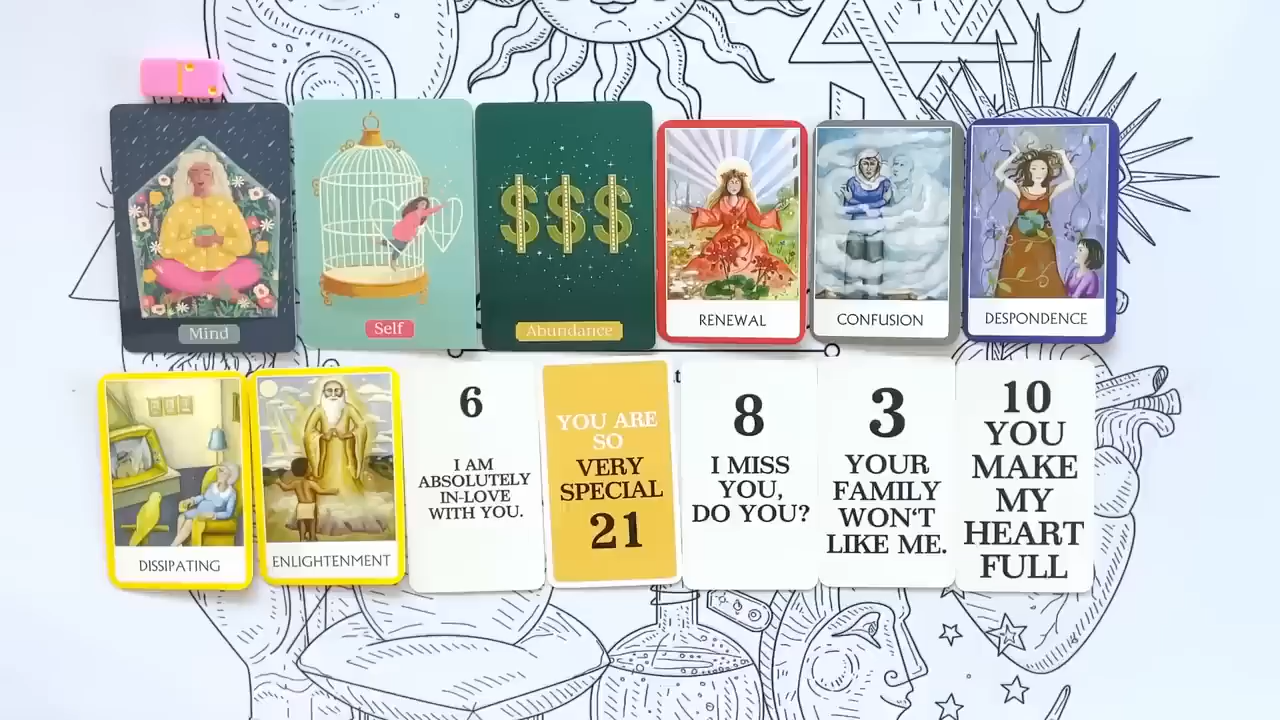 Mind
Self
$$$
Abundance
RENEWAL
CONFUSION
DESPONDENCE
DISSIPATING
ENLIGHTENMENT
6
I AM
ABSOLUTELY
IN-LOVE
WITH YOU.
YOU ARE
SO
VERY
SPECIAL
21
8
I MISS
YOU,
DO YOU?
3
YOUR
FAMILY
WON'T
LIKE ME.
10
YOU
MAKE
MY
HEART
FULL